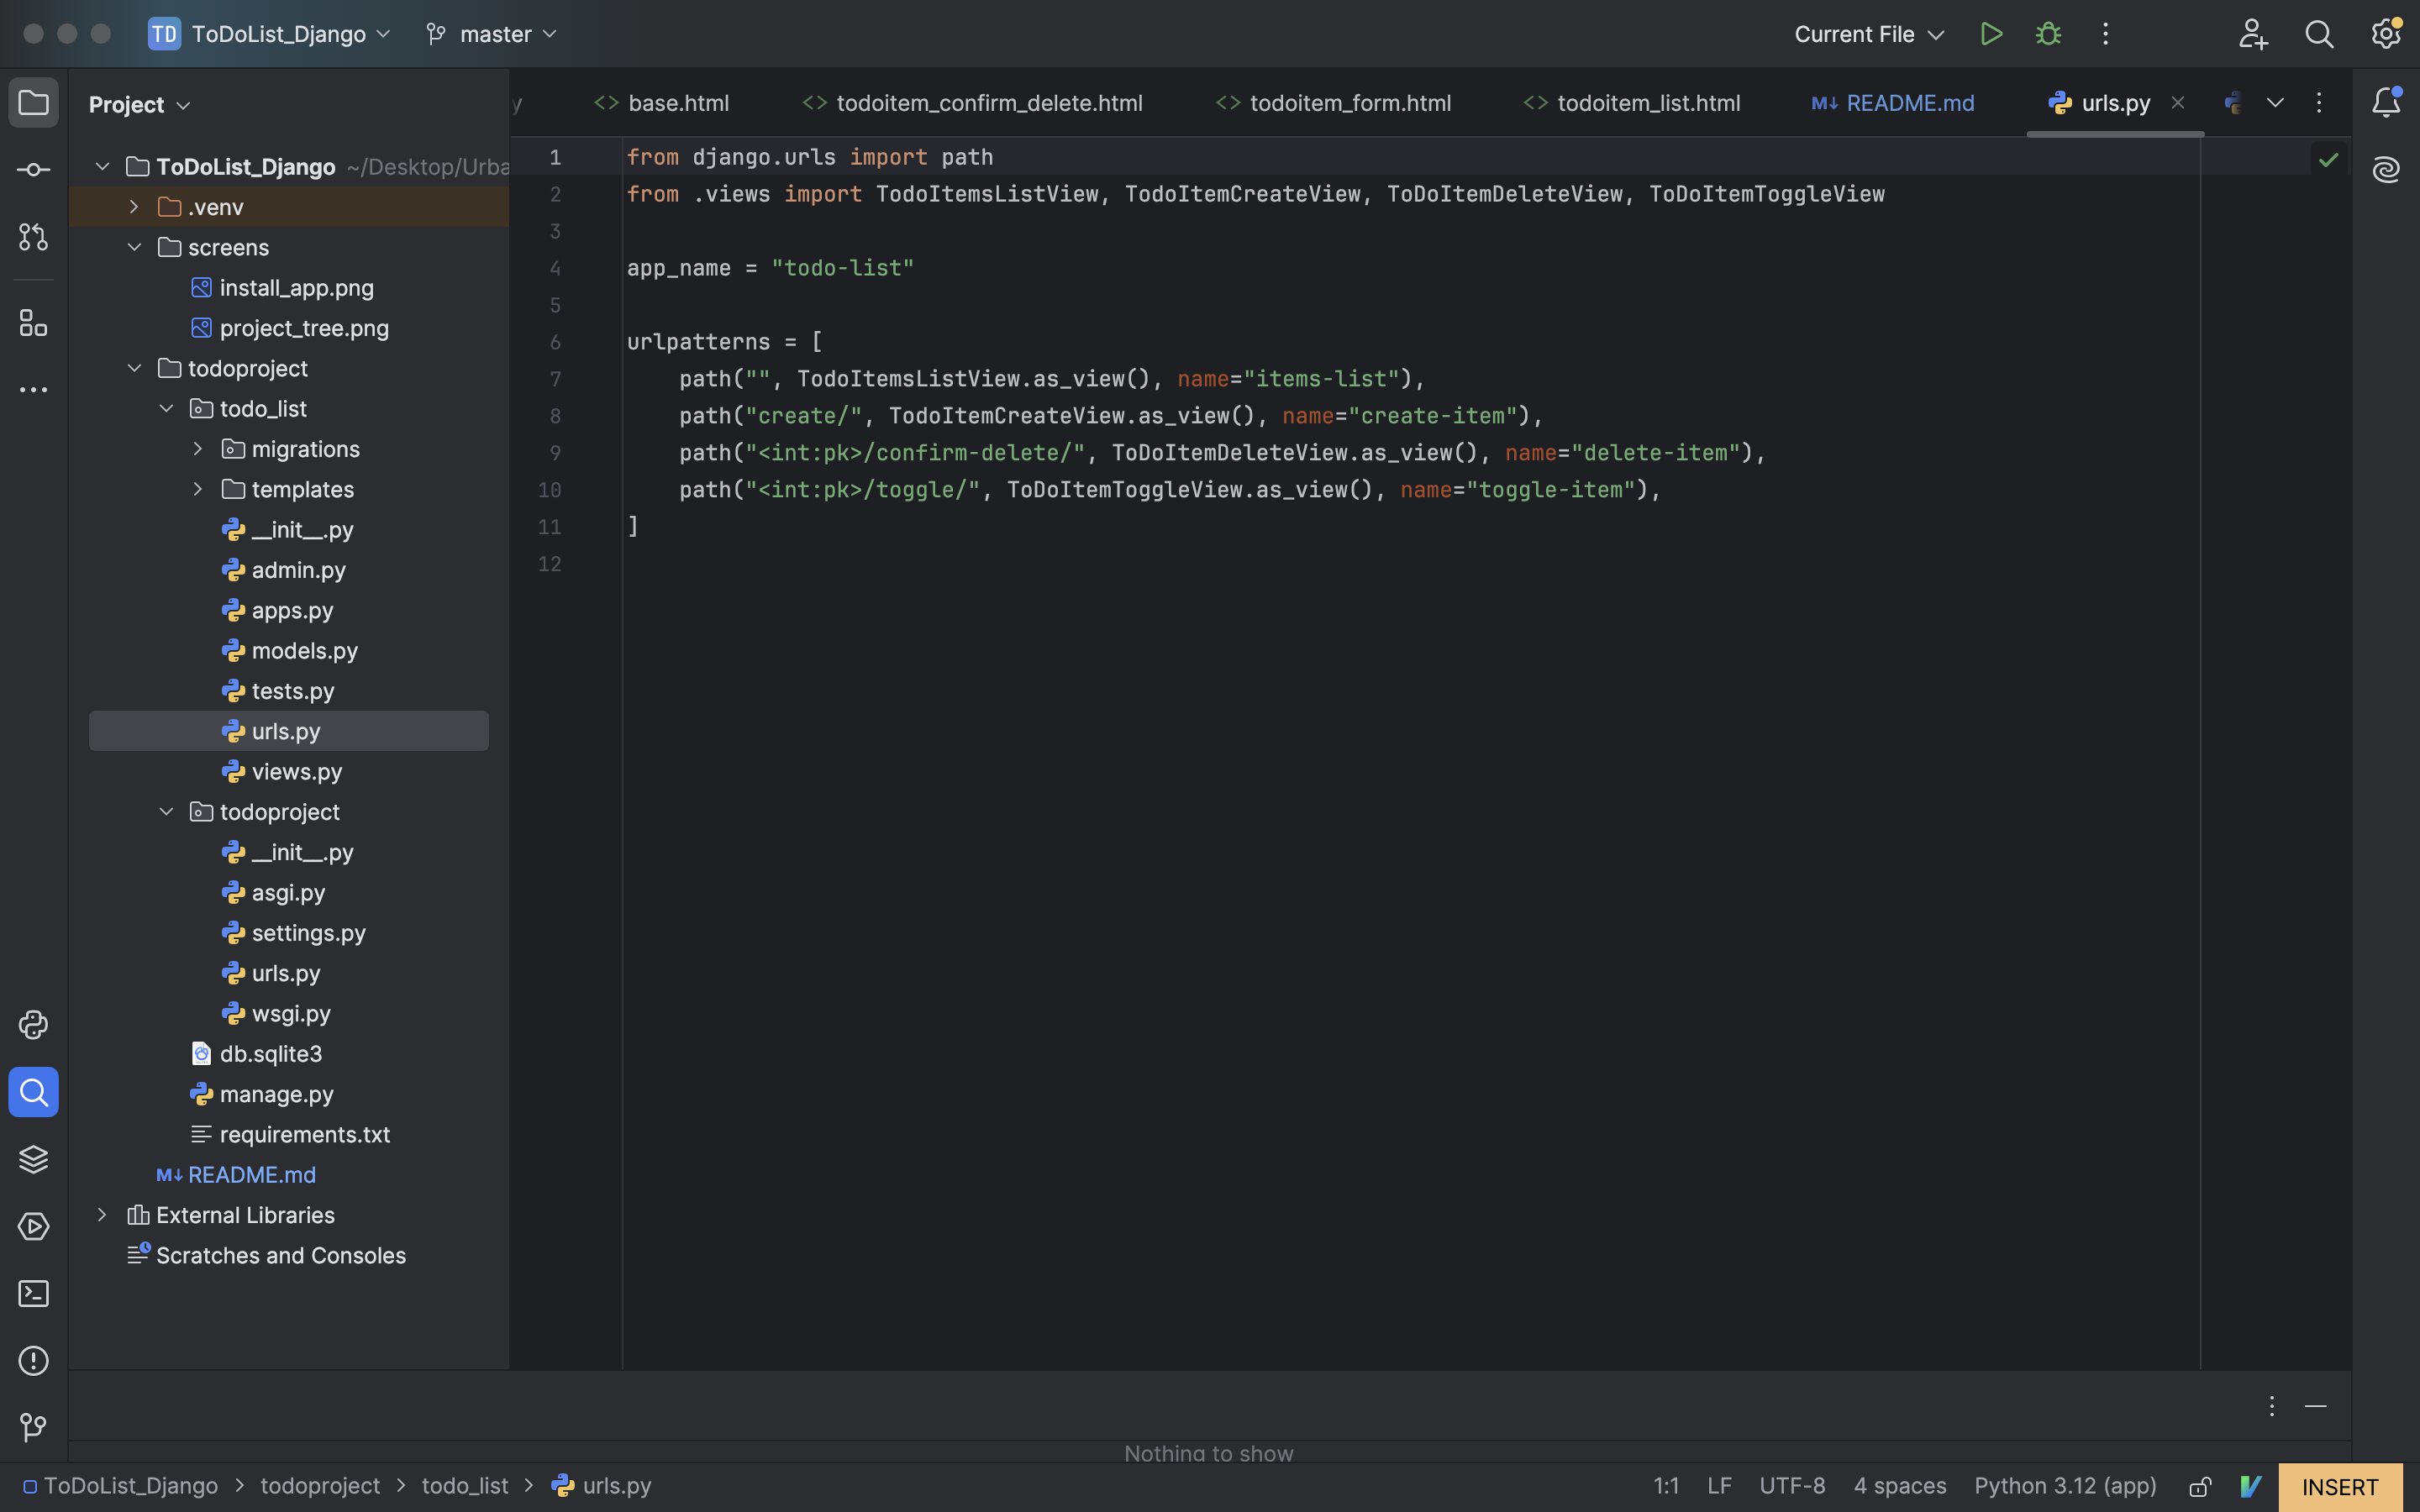 TD ToDoList_Django master Current File
Project
y base.html todoitem_confirm_delete.html todoitem_form.html todoitem_list.html M↓ README.md urls.py
ToDoList_Django ~/Desktop/Urba
.venv
screens
install_app.png
project_tree.png
todoproject
todo_list
migrations
templates
__init__.py
admin.py
apps.py
models.py
tests.py
urls.py
views.py
todoproject
__init__.py
asgi.py
settings.py
urls.py
wsgi.py
db.sqlite3
manage.py
requirements.txt
M↓ README.md
External Libraries
Scratches and Consoles
1 from django.urls import path
2 from .views import TodoItemsListView, TodoItemCreateView, ToDoItemDeleteView, ToDoItemToggleView
3
4 app_name = "todo-list"
5
6 urlpatterns = [
7 path("", TodoItemsListView.as_view(), name="items-list"),
8 path("create/", TodoItemCreateView.as_view(), name="create-item"),
9 path("<int:pk>/confirm-delete/", ToDoItemDeleteView.as_view(), name="delete-item"),
10 path("<int:pk>/toggle/", ToDoItemToggleView.as_view(), name="toggle-item"),
11 ]
12
Nothing to show
ToDoList_Django > todoproject > todo_list > urls.py 1:1 LF UTF-8 4 spaces Python 3.12 (app) INSERT